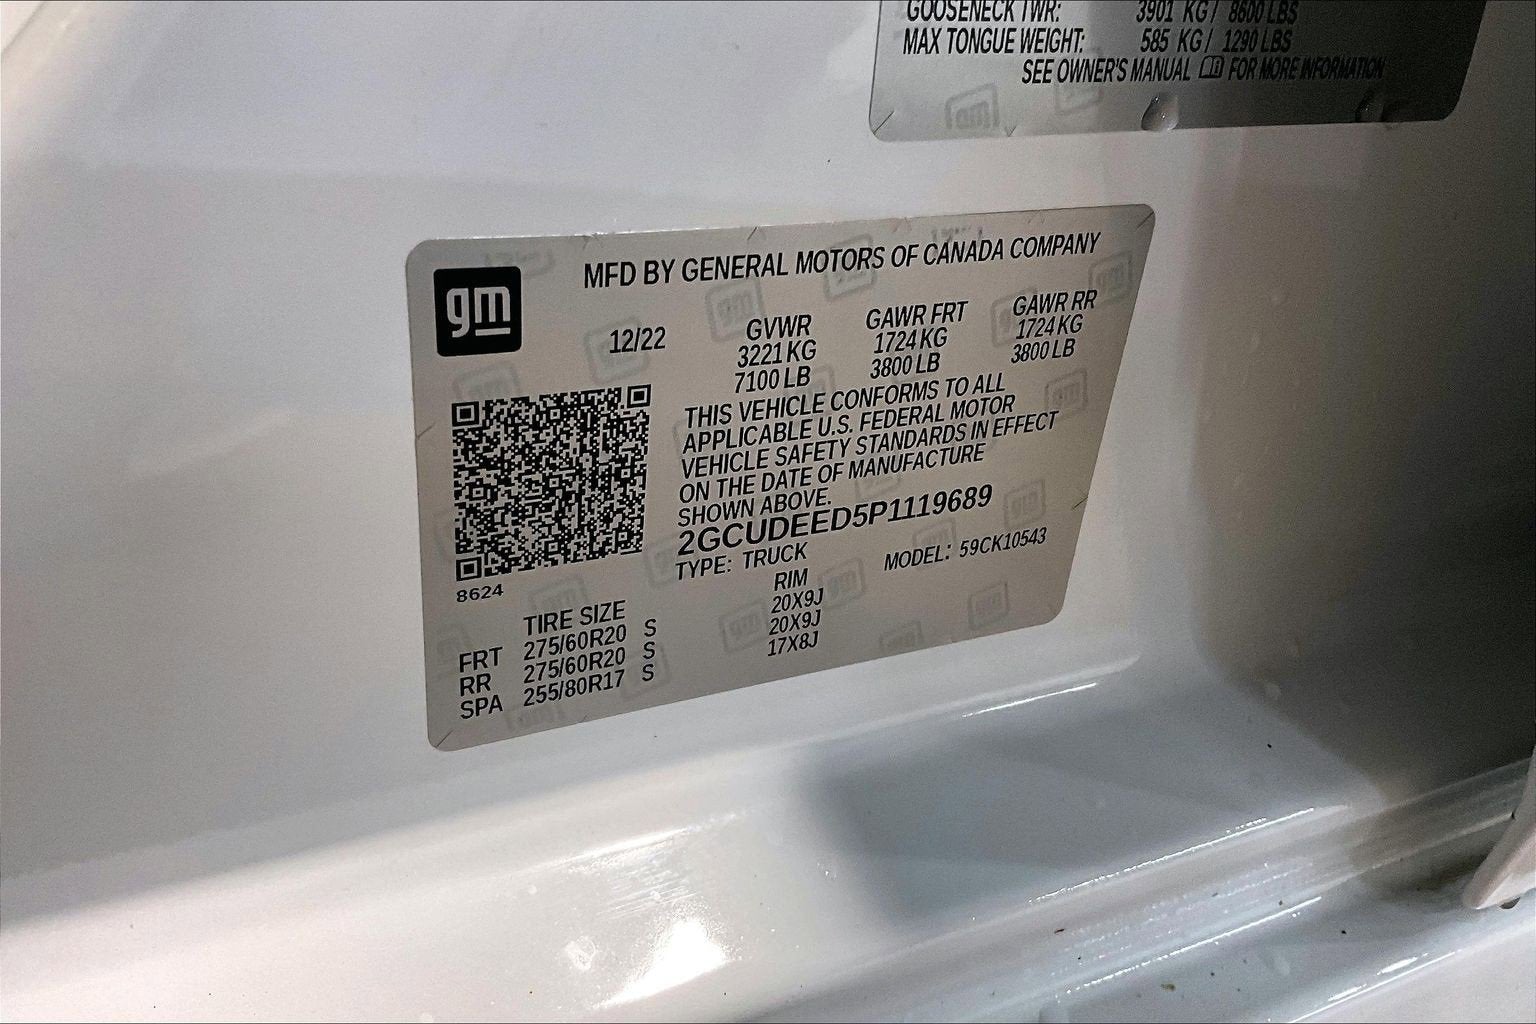 GOOSENECK TWR: 3901 KG / 8600 LBS
MAX TONGUE WEIGHT: 585 KG / 1290 LBS
SEE OWNER'S MANUAL FOR MORE INFORMATION
gm
MFD BY GENERAL MOTORS OF CANADA COMPANY
12/22 GVWR GAWR FRT GAWR RR
3221 KG 1724 KG 1724 KG
7100 LB 3800 LB 3800 LB
THIS VEHICLE CONFORMS TO ALL
APPLICABLE U.S. FEDERAL MOTOR
VEHICLE SAFETY STANDARDS IN EFFECT
ON THE DATE OF MANUFACTURE
SHOWN ABOVE.
2GCUDEED5P1119689
TYPE: TRUCK MODEL: 59CK10543
8624
TIRE SIZE RIM
FRT 275/60R20 S 20X9J
RR 275/60R20 S 20X9J
SPA 255/80R17 S 17X8J